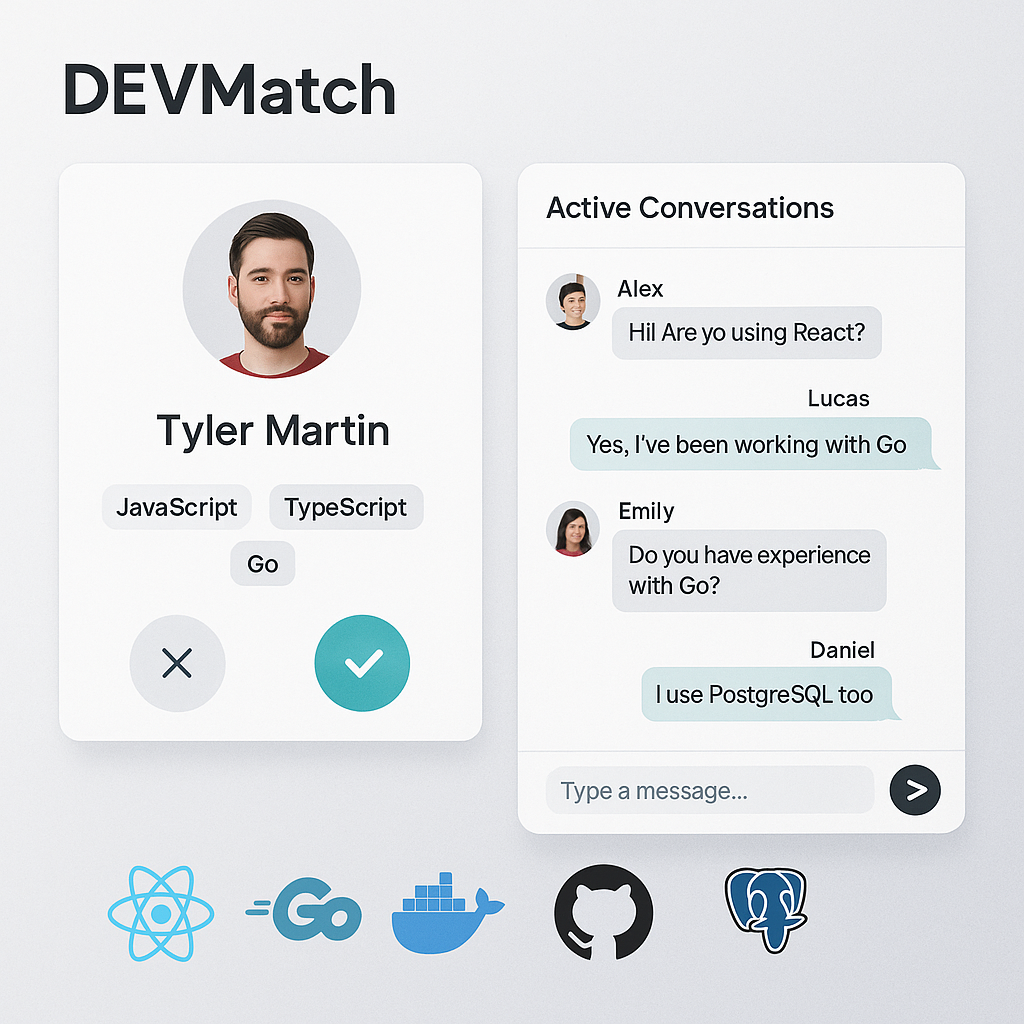 DEVMatch
Tyler Martin
JavaScript
TypeScript
Go
Active Conversations
Alex
Hil Are yo using React?
Lucas
Yes, I've been working with Go
Emily
Do you have experience
with Go?
Daniel
I use PostgreSQL too
Type a message...
Go